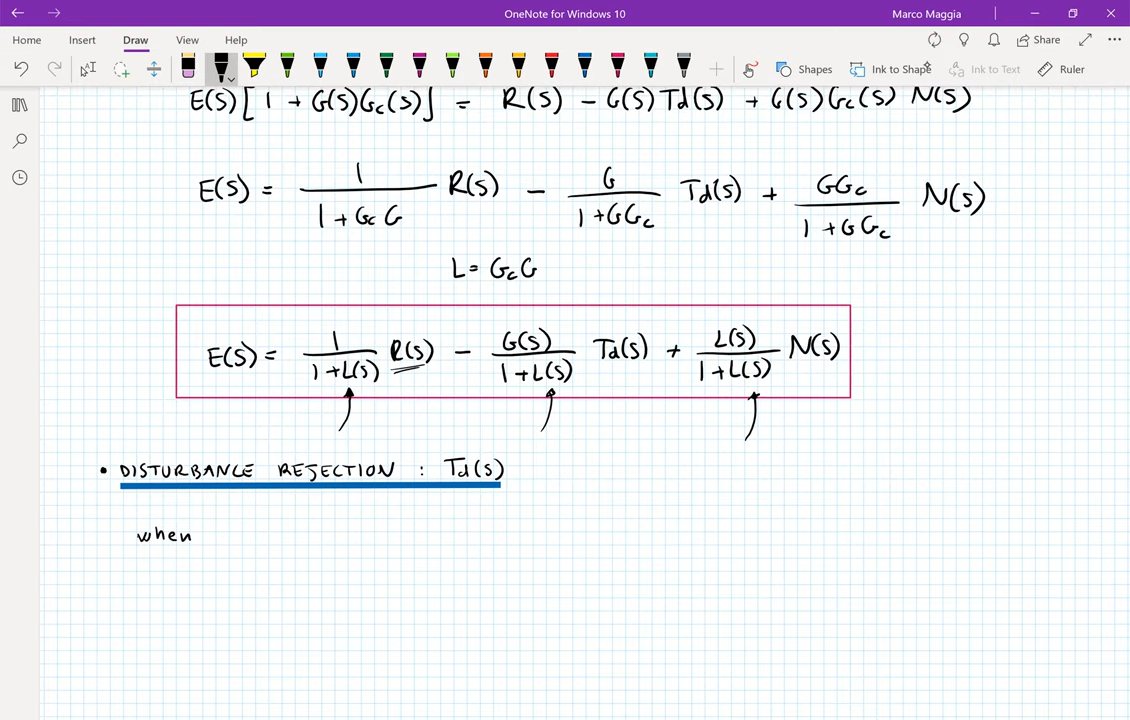 OneNote for Windows 10
Marco Maggia
Home Insert Draw View Help
Share
Shapes Ink to Shape Ink to Text Ruler
E(s)[1 + G(s)Gc(s)] = R(s) - G(s)Td(s) + G(s)Gc(s) N(s)
E(s) = 1 / (1 + GcG) R(s) - G / (1 + GGc) Td(s) + GGc / (1 + GGc) N(s)
L = GcG
E(s) = 1 / (1 + L(s)) R(s) - G(s) / (1 + L(s)) Td(s) + L(s) / (1 + L(s)) N(s)
• DISTURBANCE REJECTION : Td(s)
when